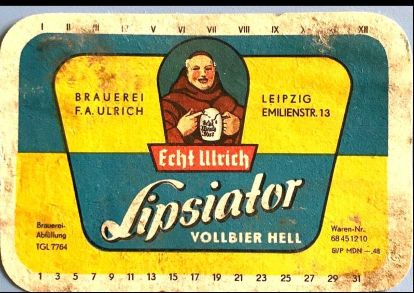 I II III IV V VI VII VIII IX X XI XII
BRAUEREI LEIPZIG
F.A. ULRICH EMILIENSTR. 13
Echt Ulrich
Lipsiator
VOLLBIER HELL
Brauerei-
Abfüllung
TGL 7764
Waren-Nr.
68 45 12 10
EVP MDN —.48
1 3 5 7 9 11 13 15 17 19 21 23 25 27 29 31